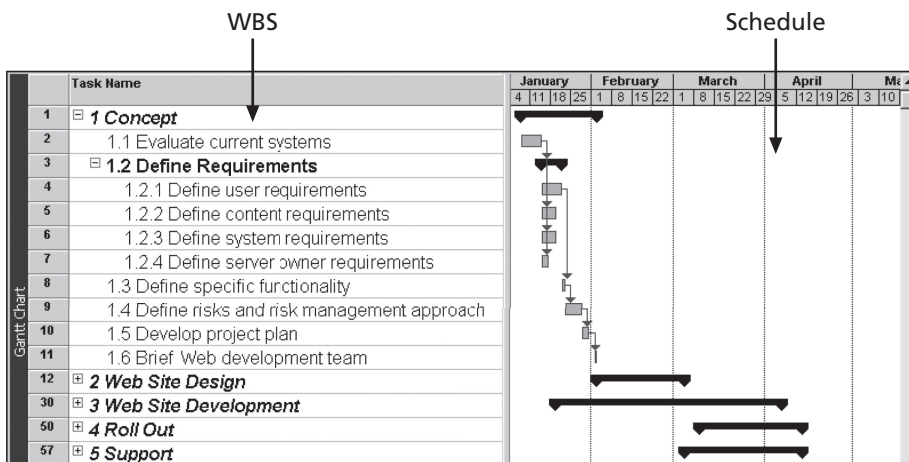 WBS Schedule
Task Name January February March April Ma
4 11 18 25 1 8 15 22 1 8 15 22 29 5 12 19 26 3 10
1 1 Concept
2 1.1 Evaluate current systems
3 1.2 Define Requirements
4 1.2.1 Define user requirements
5 1.2.2 Define content requirements
6 1.2.3 Define system requirements
7 1.2.4 Define server owner requirements
8 1.3 Define specific functionality
9 1.4 Define risks and risk management approach
10 1.5 Develop project plan
11 1.6 Brief Web development team
12 2 Web Site Design
30 3 Web Site Development
50 4 Roll Out
57 5 Support
Gantt Chart